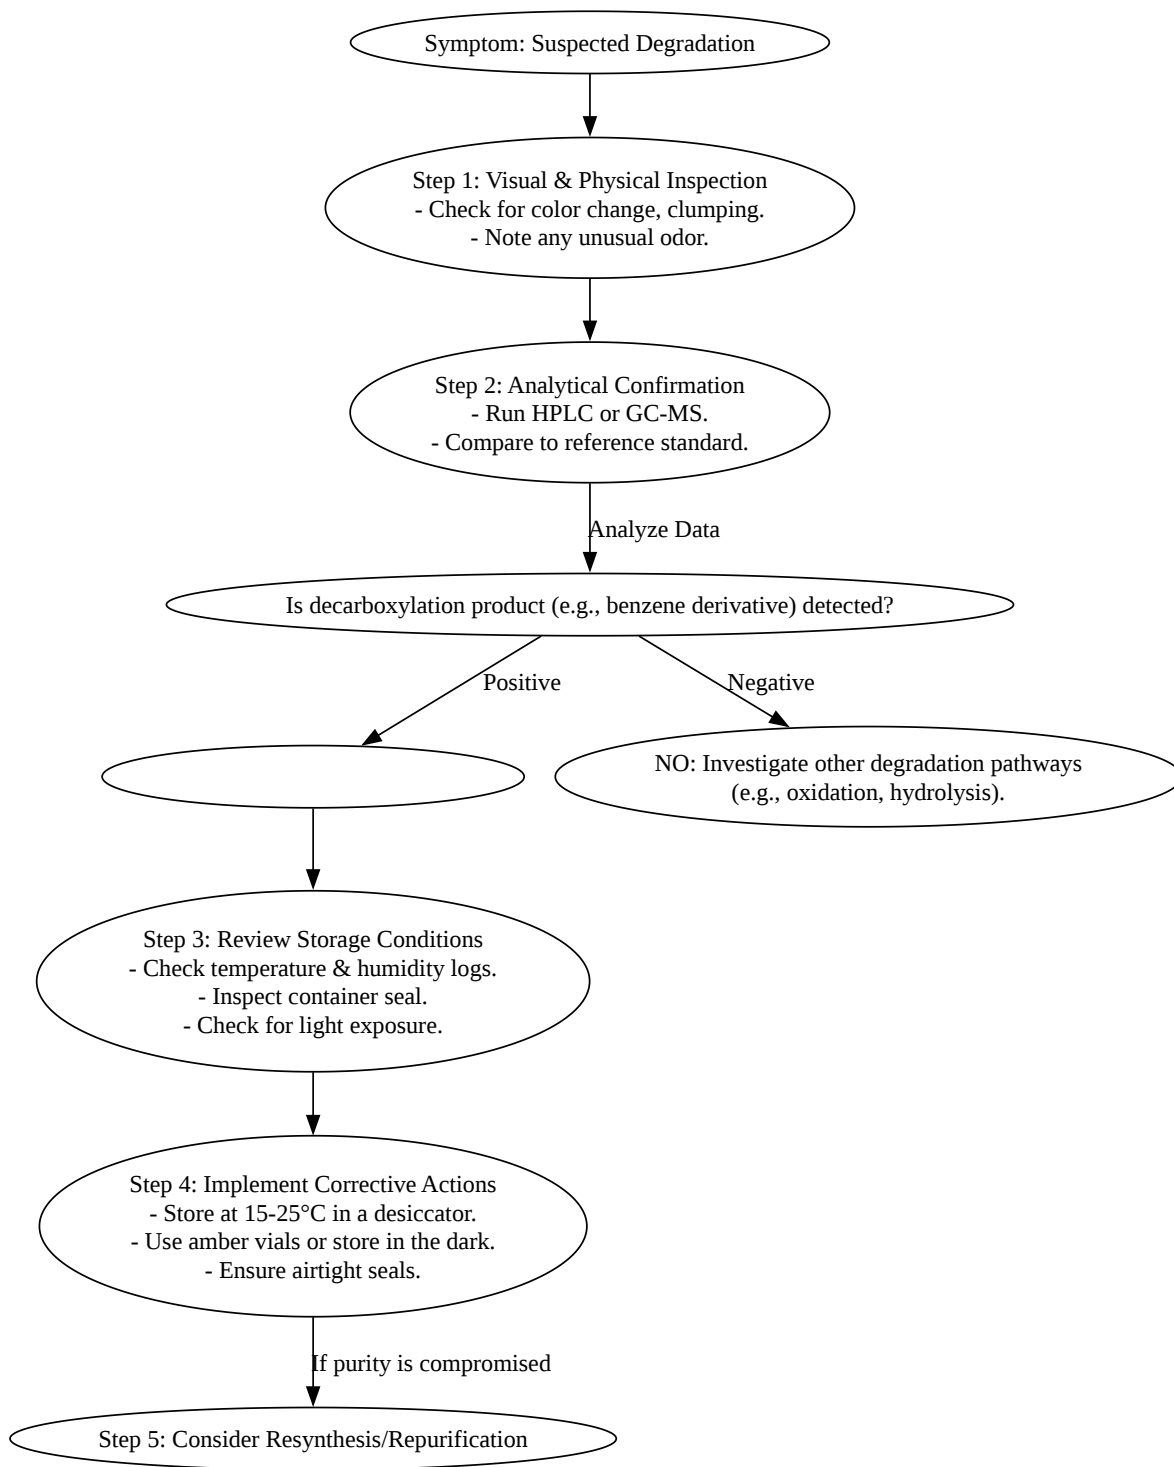 Symptom: Suspected Degradation
Step 1: Visual & Physical Inspection
- Check for color change, clumping.
- Note any unusual odor.
Step 2: Analytical Confirmation
- Run HPLC or GC-MS.
- Compare to reference standard.
Analyze Data
Is decarboxylation product (e.g., benzene derivative) detected?
Positive
Negative
NO: Investigate other degradation pathways
(e.g., oxidation, hydrolysis).
Step 3: Review Storage Conditions
- Check temperature & humidity logs.
- Inspect container seal.
- Check for light exposure.
Step 4: Implement Corrective Actions
- Store at 15-25°C in a desiccator.
- Use amber vials or store in the dark.
- Ensure airtight seals.
If purity is compromised
Step 5: Consider Resynthesis/Repurification